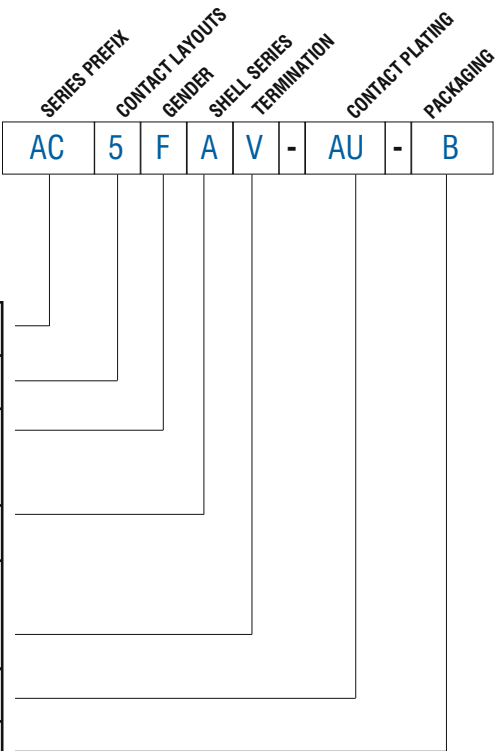 SERIES PREFIX
CONTACT LAYOUTS
GENDER
SHELL SERIES
TERMINATION
CONTACT PLATING
PACKAGING
AC 5 F A V - AU - B